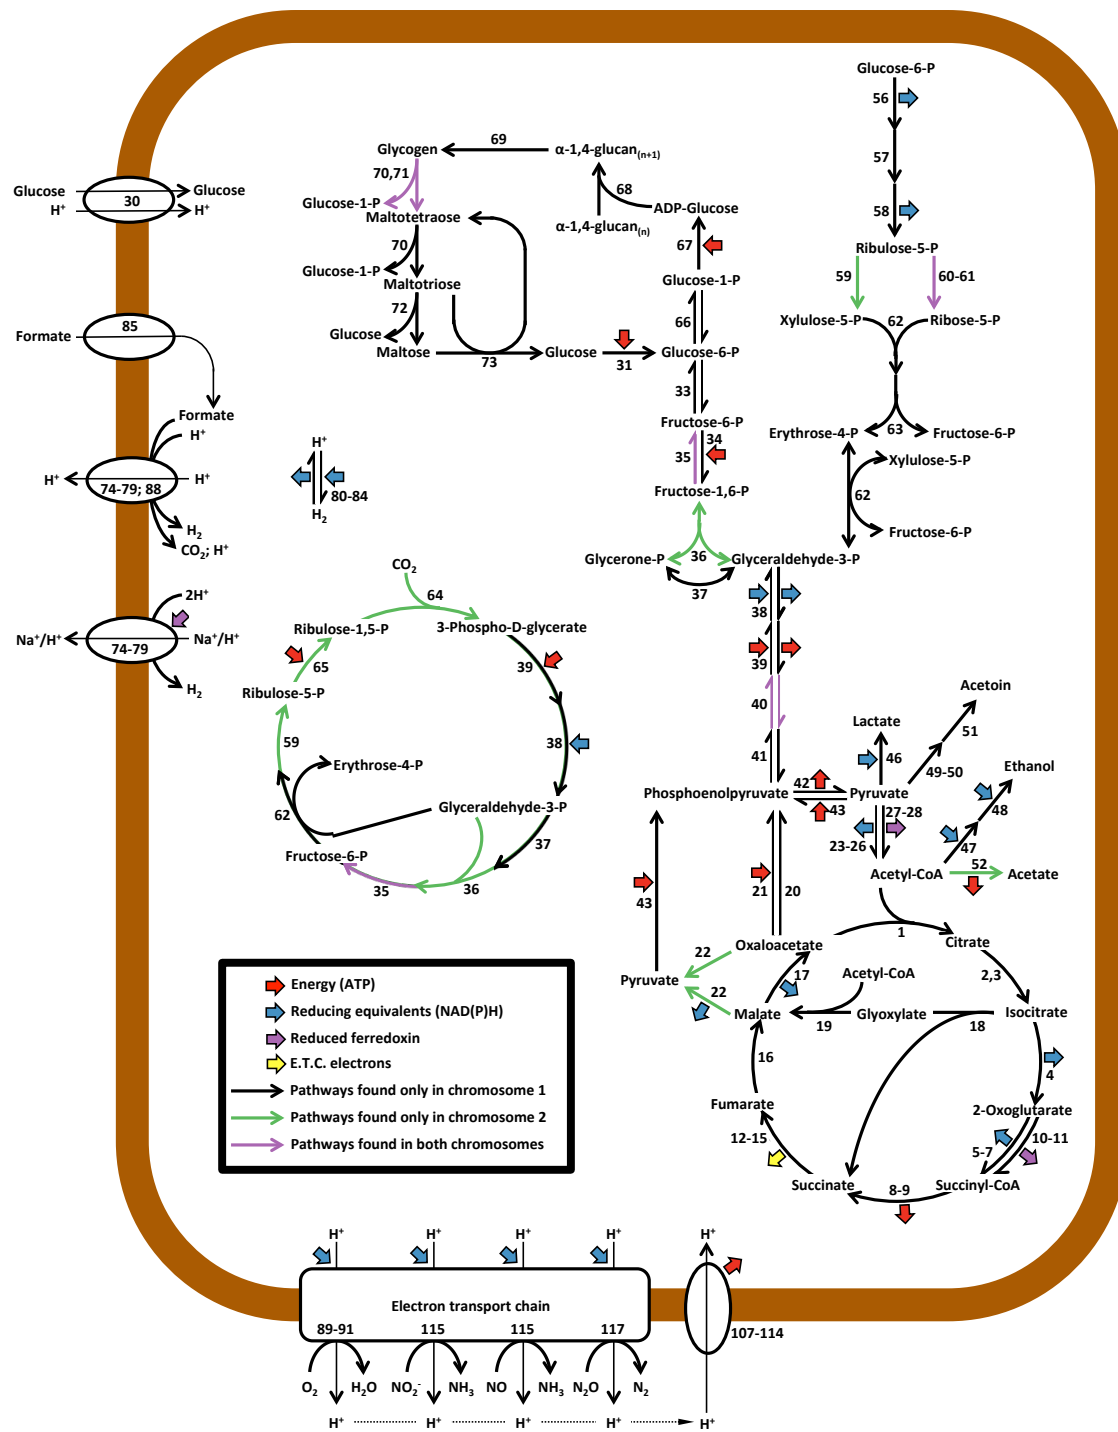 Glucose-6-P
56
57
58
Ribulose-5-P
59
60-61
Xylulose-5-P
62
Ribose-5-P
63
Erythrose-4-P
Fructose-6-P
Xylulose-5-P
62
Fructose-6-P
Glycogen
69
α-1,4-glucan(n+1)
70,71
Glucose-1-P
Maltotetraose
68
ADP-Glucose
α-1,4-glucan(n)
70
67
Glucose-1-P
Maltotriose
Glucose-1-P
72
Glucose
66
Maltose
73
Glucose
31
Glucose-6-P
33
Fructose-6-P
34
35
Fructose-1,6-P
Glycerone-P
36
Glyceraldehyde-3-P
37
38
39
40
41
Glucose
Glucose
30
H+
H+
85
Formate
Formate
H+
H+
74-79; 88
H+
H2
CO2; H+
H+
80-84
H2
2H+
Na+/H+
74-79
Na+/H+
H2
CO2
64
Ribulose-1,5-P
3-Phospho-D-glycerate
65
39
Ribulose-5-P
59
38
Erythrose-4-P
62
Glyceraldehyde-3-P
37
Fructose-6-P
35
36
Acetoin
Lactate
51
46
49-50
Ethanol
Phosphoenolpyruvate
42
43
Pyruvate
27-28
48
23-26
47
Acetyl-CoA
52
Acetate
43
21
20
1
Oxaloacetate
Citrate
22
17
Acetyl-CoA
2,3
Pyruvate
22
Malate
19
Glyoxylate
18
Isocitrate
16
4
Fumarate
2-Oxoglutarate
12-15
5-7
10-11
Succinate
8-9
Succinyl-CoA
Energy (ATP)
Reducing equivalents (NAD(P)H)
Reduced ferredoxin
E.T.C. electrons
Pathways found only in chromosome 1
Pathways found only in chromosome 2
Pathways found in both chromosomes
H+
H+
H+
H+
H+
Electron transport chain
89-91
115
115
117
107-114
O2
H2O
NO2-
NH3
NO
NH3
N2O
N2
H+
H+
H+
H+
H+